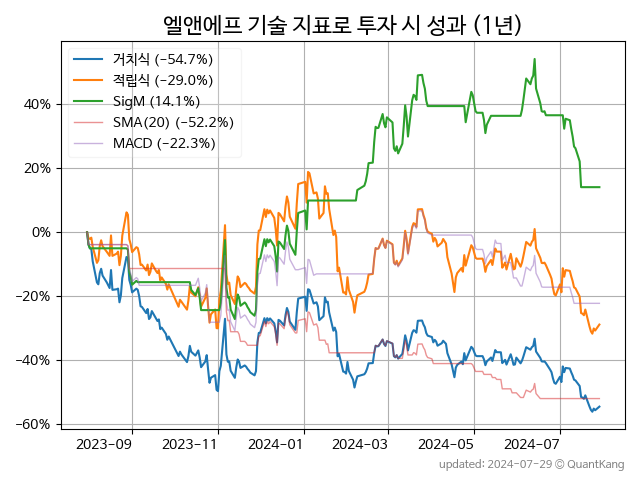 엘앤에프 기술 지표로 투자 시 성과 (1년)
거치식 (−54.7%)
적립식 (−29.0%)
SigM (14.1%)
SMA(20) (−52.2%)
MACD (−22.3%)
40%
20%
0%
−20%
−40%
−60%
2023-09 2023-11 2024-01 2024-03 2024-05 2024-07
updated: 2024-07-29 © QuantKang